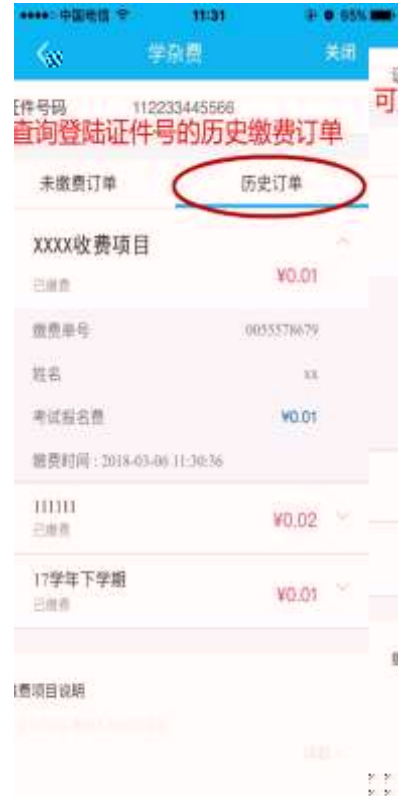 中国电信 11:31 65%
学杂费 关闭
证件号码 112233445566
查询登陆证件号的历史缴费订单
可
未缴费订单 历史订单
XXXX收费项目
已缴费 ¥0.01
缴费单号 0055578679
姓名 xx
考试报名费 ¥0.01
缴费时间 : 2018-03-06 11:30:36
111111
已缴费 ¥0.02
17学年下学期
已缴费 ¥0.01
缴费项目说明